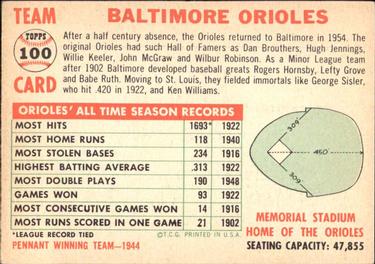 TEAM
TOPPS
100
CARD
BALTIMORE ORIOLES
After a half century absence, the Orioles returned to Baltimore in 1954. The
original Orioles had such Hall of Famers as Dan Brouthers, Hugh Jennings,
Willie Keeler, John McGraw and Wilbur Robinson. As a Minor League team
after 1902 Baltimore developed baseball greats Rogers Hornsby, Lefty Grove
and Babe Ruth. Moving to St. Louis, they fielded immortals like George Sisler,
who hit .420 in 1922, and Ken Williams.
ORIOLES' ALL TIME SEASON RECORDS
MOST HITS 1693* 1922
MOST HOME RUNS 118 1940
MOST STOLEN BASES 234 1916
HIGHEST BATTING AVERAGE .313 1922
MOST DOUBLE PLAYS 190 1948
GAMES WON 93 1922
MOST CONSECUTIVE GAMES WON 14 1916
MOST RUNS SCORED IN ONE GAME 21 1902
*LEAGUE RECORD TIED
©T.C.G. PRINTED IN U.S.A.
PENNANT WINNING TEAM—1944
309'
450'
309'
MEMORIAL STADIUM
HOME OF THE ORIOLES
SEATING CAPACITY: 47,855